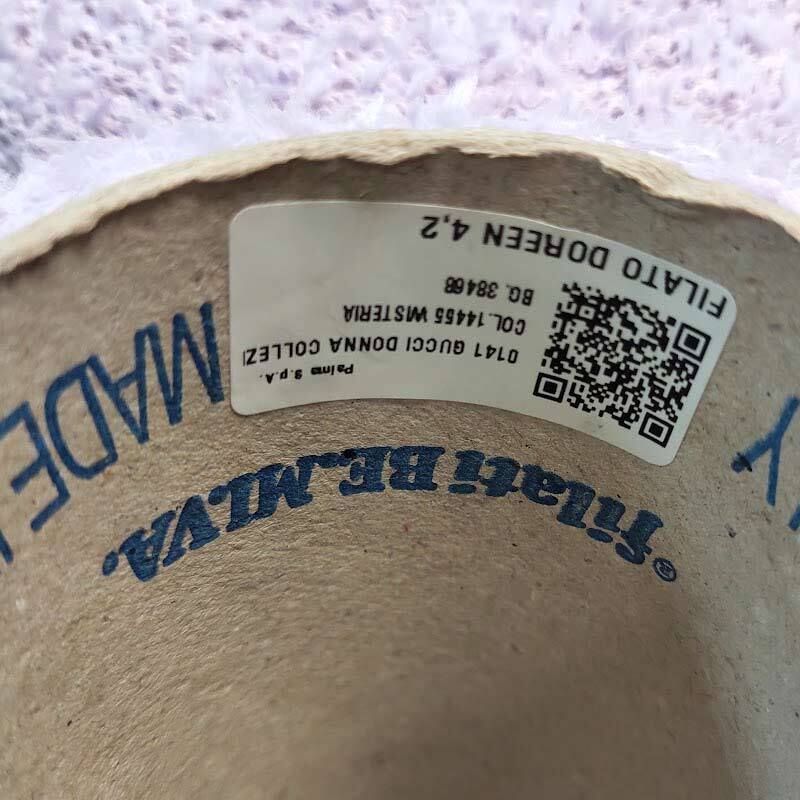 FILATO DOREEN 4,2
BG. 38468
COL.14455 WISTERIA
0141 GUCCI DONNA COLLEZI
Palma S.p.A.
MADE
Y
filati BE.MI.VA.®